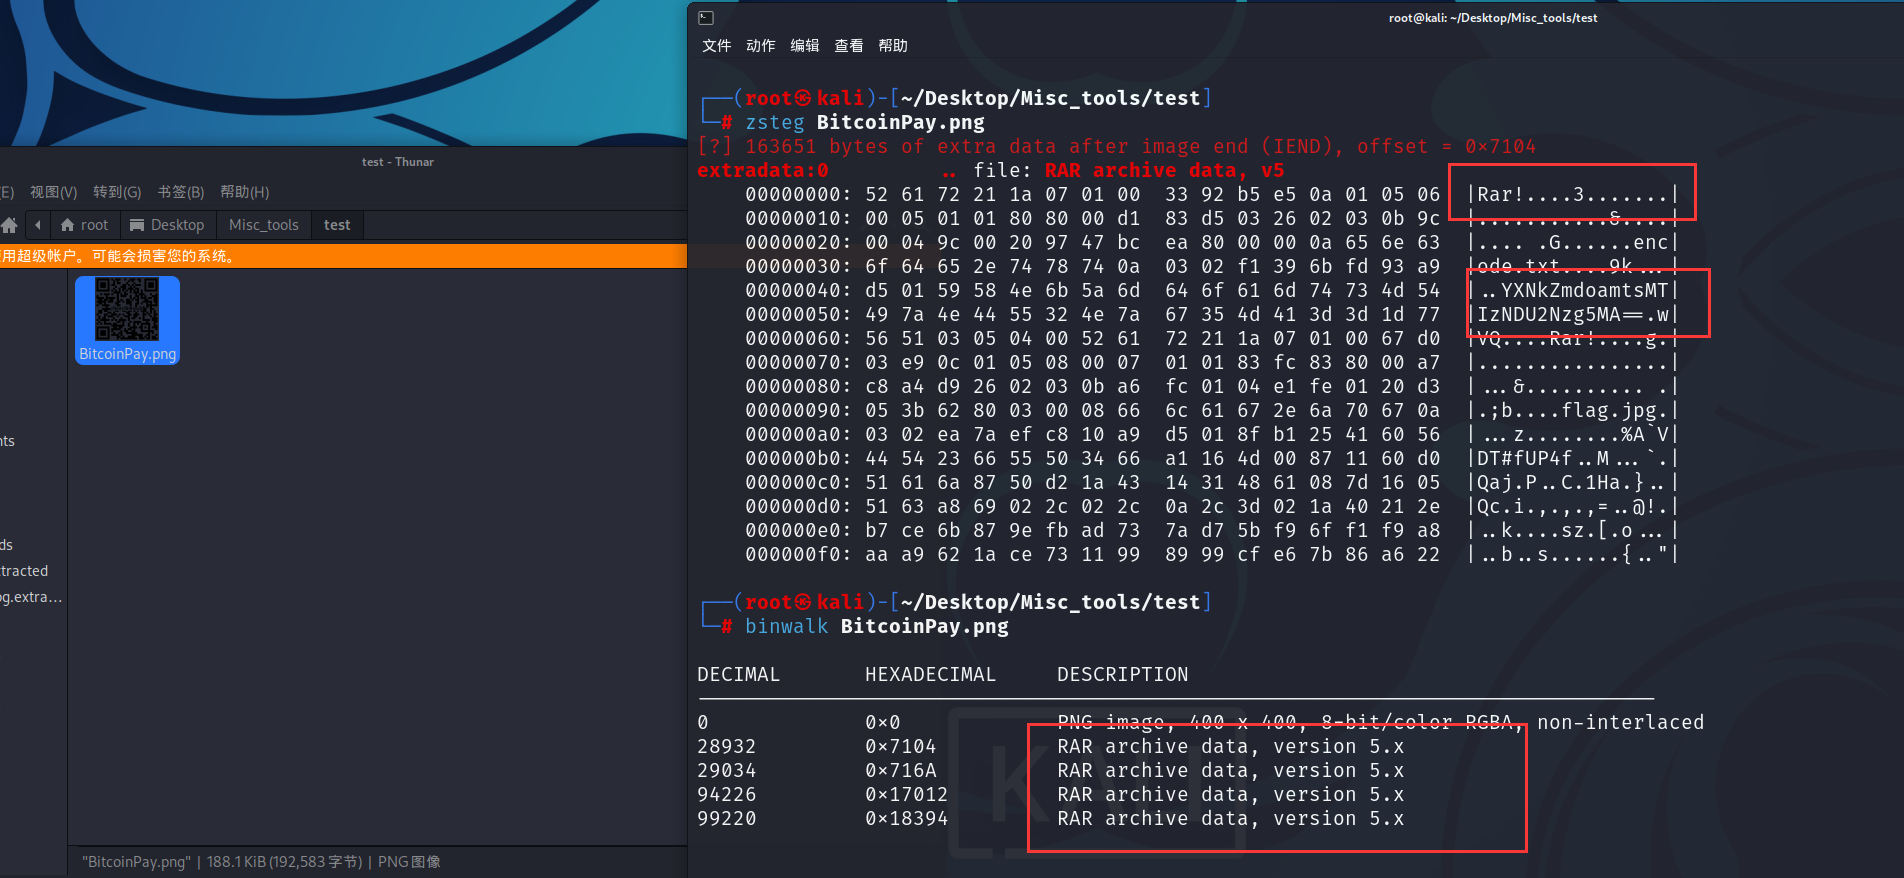 root@kali: ~/Desktop/Misc_tools/test
文件 动作 编辑 查看 帮助
┌──(root㉿kali)-[~/Desktop/Misc_tools/test]
└─# zsteg BitcoinPay.png
[?] 163651 bytes of extra data after image end (IEND), offset = 0×7104
extradata:0 .. file: RAR archive data, v5
00000000: 52 61 72 21 1a 07 01 00 33 92 b5 e5 0a 01 05 06 |Rar!....3.......|
00000010: 00 05 01 01 80 80 00 d1 83 d5 03 26 02 03 0b 9c |...........&....|
00000020: 00 04 9c 00 20 97 47 bc ea 80 00 00 0a 65 6e 63 |.... .G......enc|
00000030: 6f 64 65 2e 74 78 74 0a 03 02 f1 39 6b fd 93 a9 |ode.txt....9k...|
00000040: d5 01 59 58 4e 6b 5a 6d 64 6f 61 6d 74 73 4d 54 |..YXNkZmdoamtsMT|
00000050: 49 7a 4e 44 55 32 4e 7a 67 35 4d 41 3d 3d 1d 77 |IzNDU2Nzg5MA==.w|
00000060: 56 51 03 05 04 00 52 61 72 21 1a 07 01 00 67 d0 |VQ....Rar!....g.|
00000070: 03 e9 0c 01 05 08 00 07 01 01 83 fc 83 80 00 a7 |................|
00000080: c8 a4 d9 26 02 03 0b a6 fc 01 04 e1 fe 01 20 d3 |...&.......... .|
00000090: 05 3b 62 80 03 00 08 66 6c 61 67 2e 6a 70 67 0a |.;b....flag.jpg.|
000000a0: 03 02 ea 7a ef c8 10 a9 d5 01 8f b1 25 41 60 56 |...z........%A`V|
000000b0: 44 54 23 66 55 50 34 66 a1 16 4d 00 87 11 60 d0 |DT#fUP4f..M...`.|
000000c0: 51 61 6a 87 50 d2 1a 43 14 31 48 61 08 7d 16 05 |Qaj.P..C.1Ha.}..|
000000d0: 51 63 a8 69 02 2c 02 2c 0a 2c 3d 02 1a 40 21 2e |Qc.i.,.,.,=..@!.|
000000e0: b7 ce 6b 87 9e fb ad 73 7a d7 5b f9 6f f1 f9 a8 |..k....sz.[.o...|
000000f0: aa a9 62 1a ce 73 11 99 89 99 cf e6 7b 86 a6 22 |..b..s......{.."|
┌──(root㉿kali)-[~/Desktop/Misc_tools/test]
└─# binwalk BitcoinPay.png
DECIMAL HEXADECIMAL DESCRIPTION
0 0×0 PNG image, 400 x 400, 8-bit/color RGBA, non-interlaced
28932 0×7104 RAR archive data, version 5.x
29034 0×716A RAR archive data, version 5.x
94226 0×17012 RAR archive data, version 5.x
99220 0×18394 RAR archive data, version 5.x
KALI
test - Thunar
(E) 视图(V) 转到(G) 书签(B) 帮助(H)
root Desktop Misc_tools test
用超级帐户。可能会损害您的系统。
BitcoinPay.png
nts
ds
tracted
og.extra...
"BitcoinPay.png" | 188.1 KiB (192,583 字节) | PNG 图像